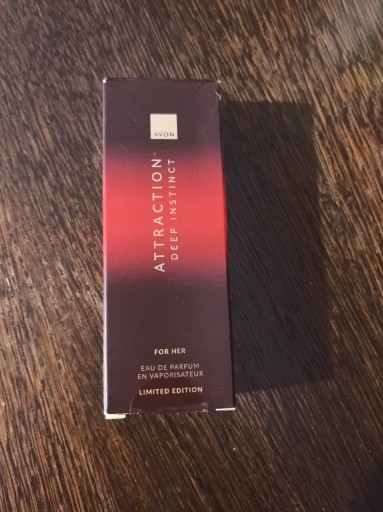 AVON
ATTRACTION
DEEP INSTINCT
FOR HER
EAU DE PARFUM
EN VAPORISATEUR
LIMITED EDITION